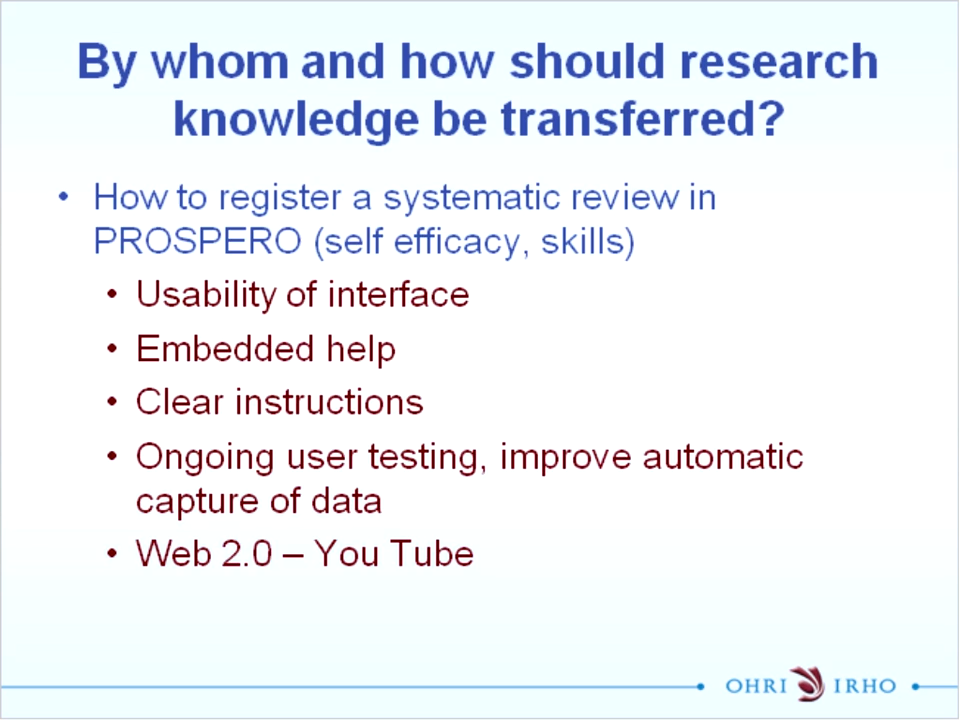 By whom and how should research
knowledge be transferred?
• How to register a systematic review in
PROSPERO (self efficacy, skills)
• Usability of interface
• Embedded help
• Clear instructions
• Ongoing user testing, improve automatic
capture of data
• Web 2.0 – You Tube
OHRI IRHO